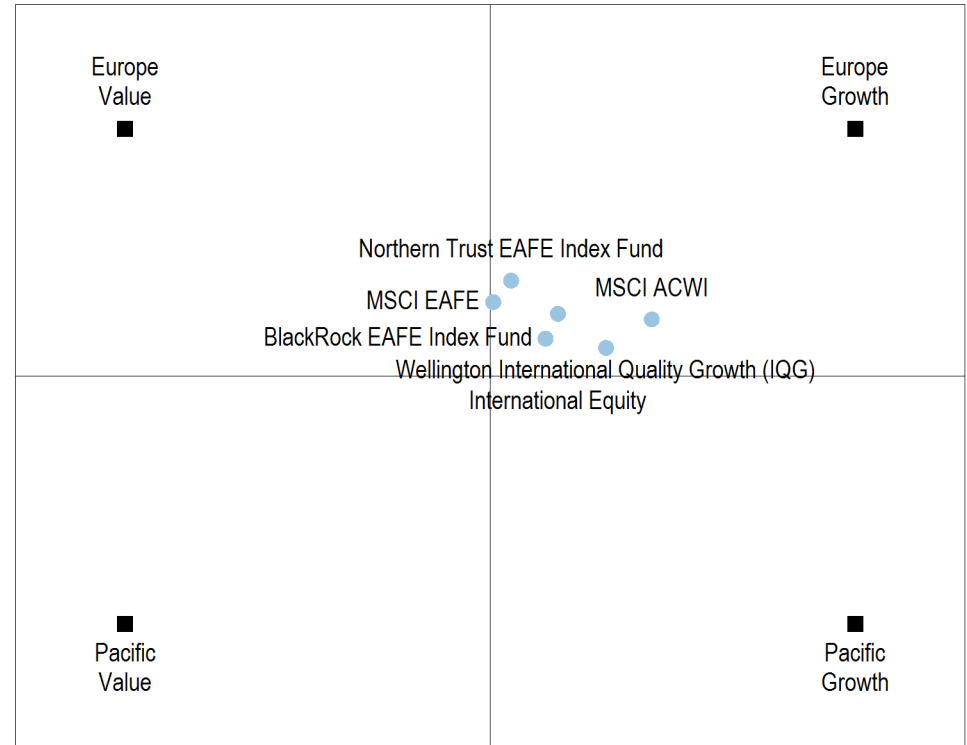 Europe
Value
Europe
Growth
Northern Trust EAFE Index Fund
MSCI ACWI
MSCI EAFE
BlackRock EAFE Index Fund
Wellington International Quality Growth (IQG)
International Equity
Pacific
Value
Pacific
Growth